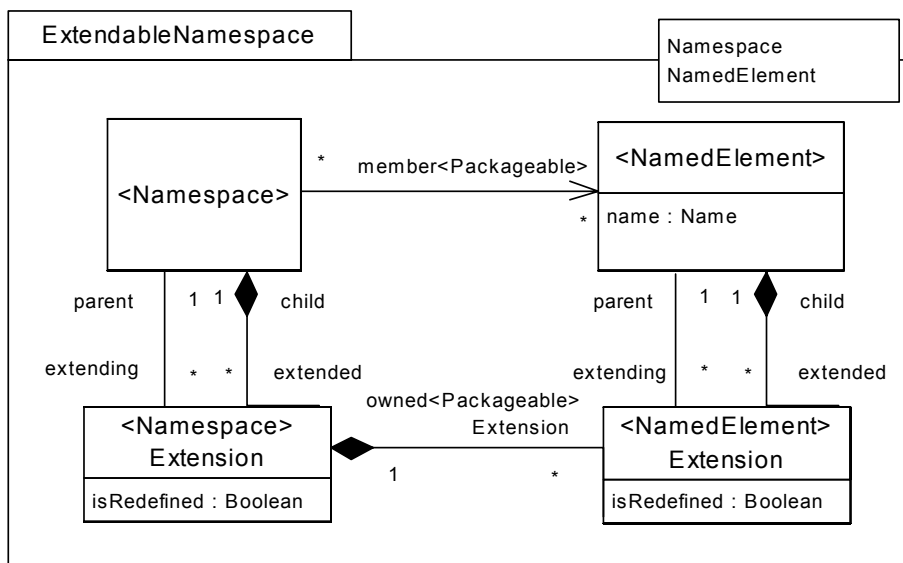 ExtendableNamespace
Namespace
NamedElement
<Namespace>
*
member<Packageable>
*
<NamedElement>
name : Name
parent
1
1
child
extending
*
*
extended
parent
1
1
child
extending
*
*
extended
owned<Packageable>
Extension
1
*
<Namespace>
Extension
isRedefined : Boolean
<NamedElement>
Extension
isRedefined : Boolean